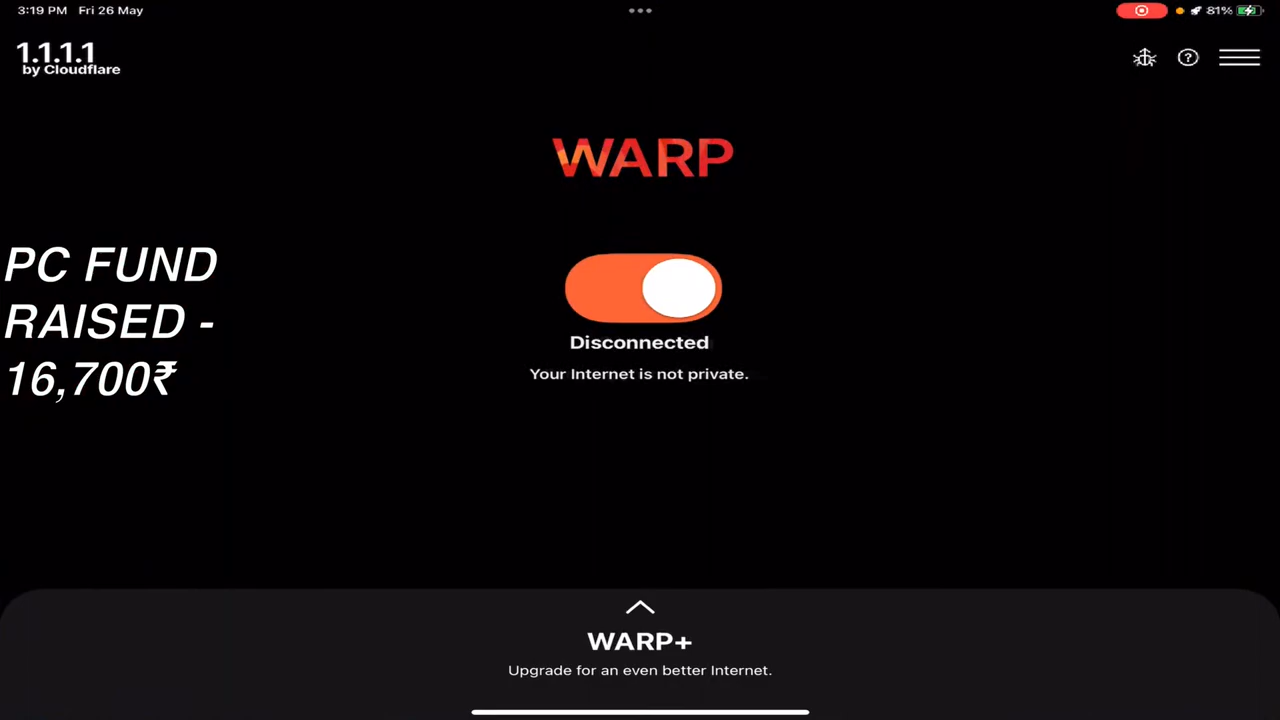 3:19 PM Fri 26 May
81%
1.1.1.1
by Cloudflare
WARP
PC FUND
RAISED -
16,700₹
Disconnected
Your Internet is not private.
WARP+
Upgrade for an even better Internet.